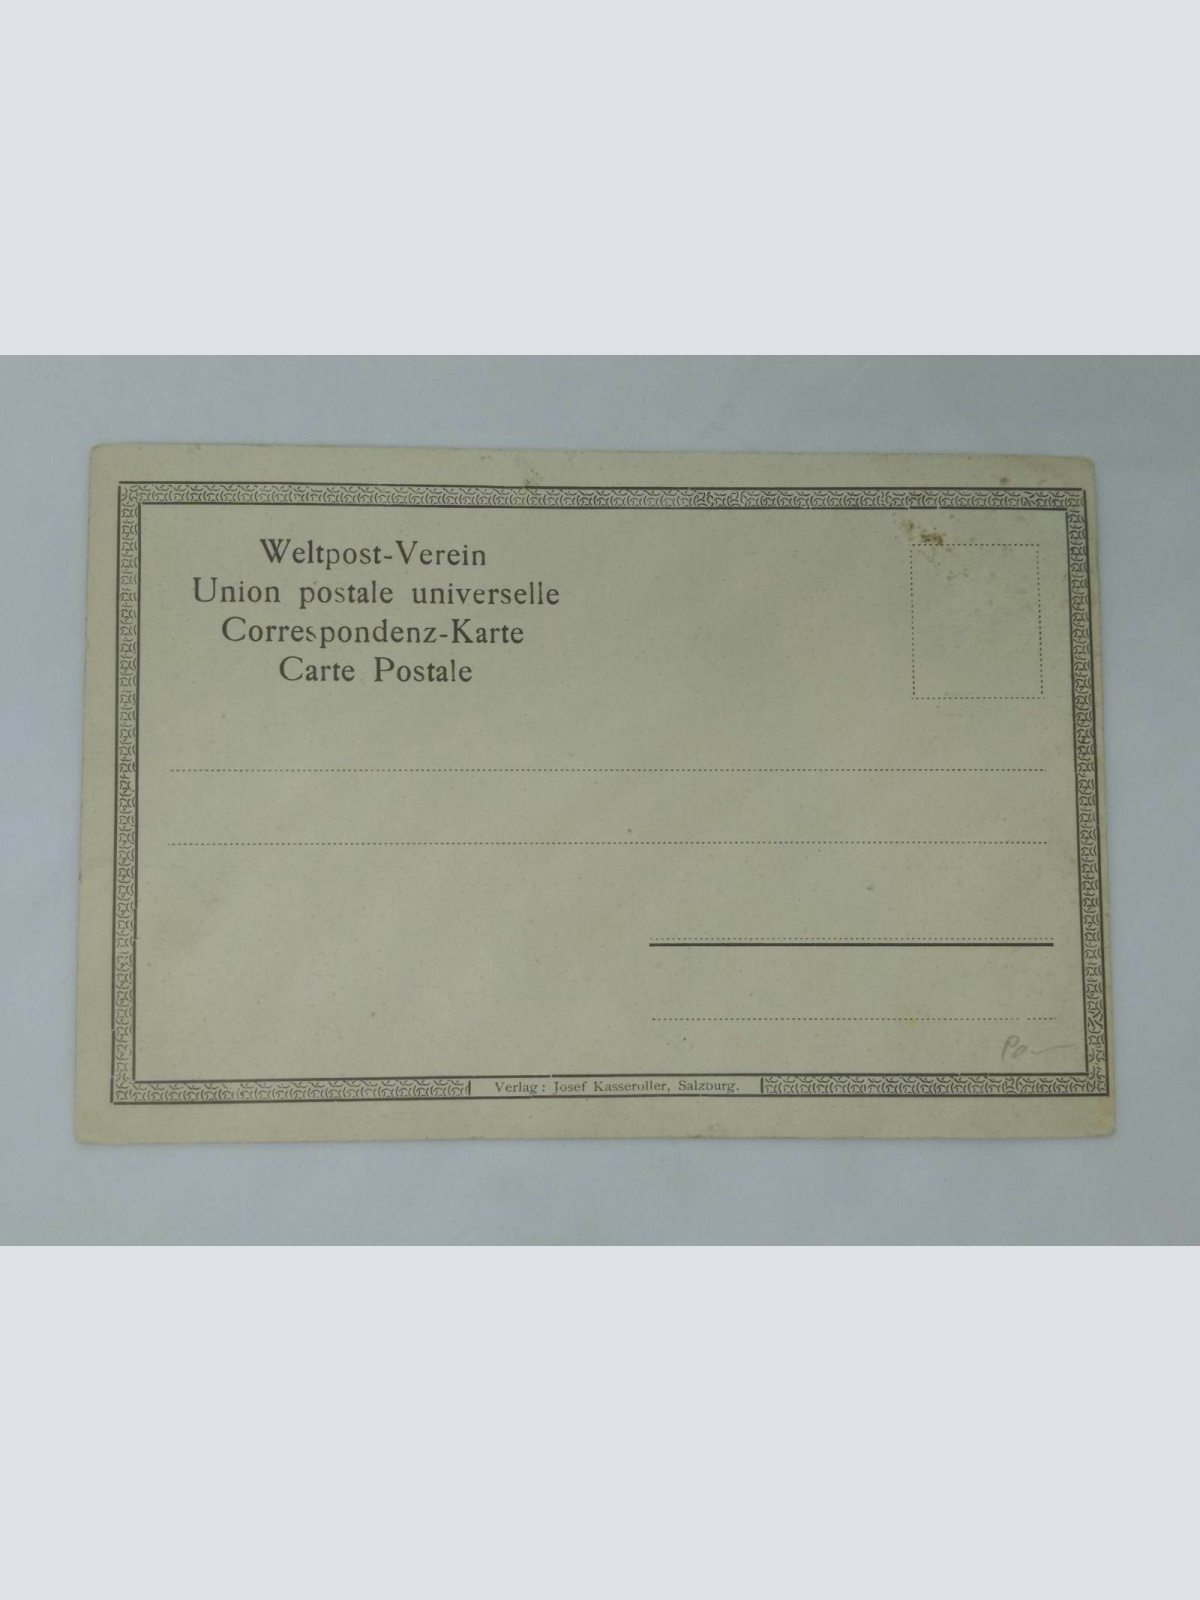 Weltpost-Verein
Union postale universelle
Correspondenz-Karte
Carte Postale
Verlag: Josef Kasseroller, Salzburg.